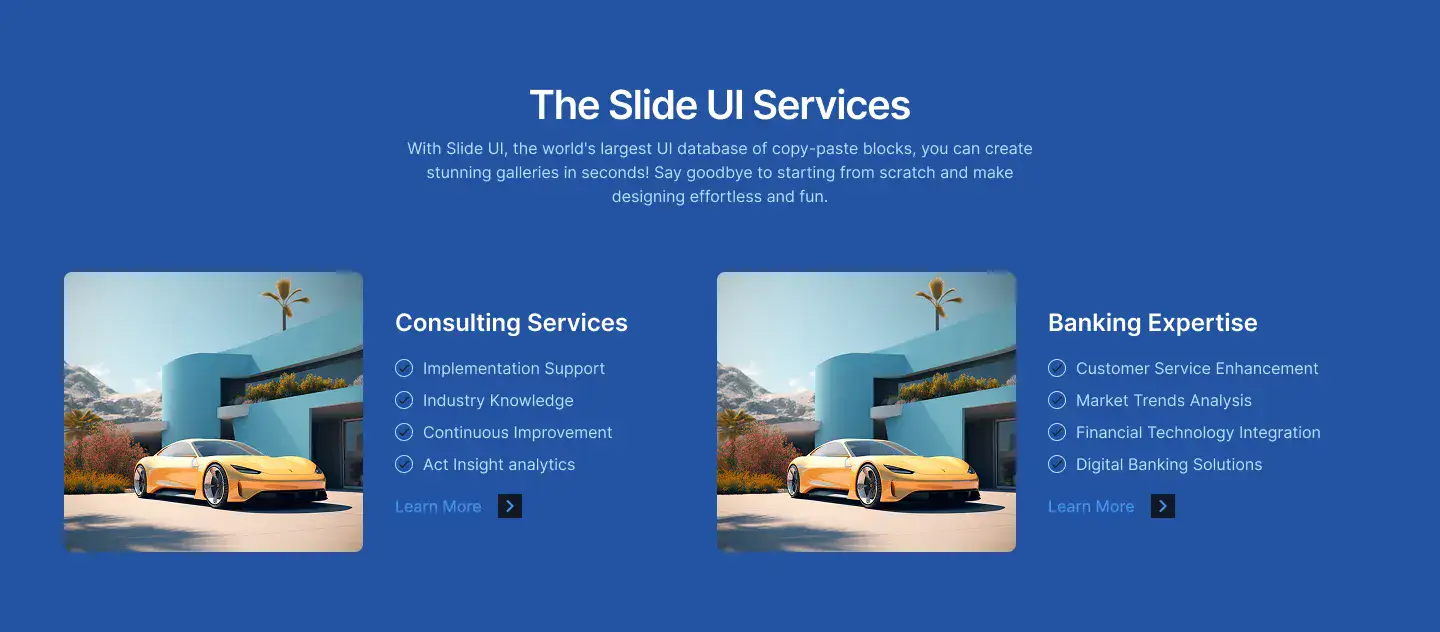 The Slide UI Services
With Slide UI, the world's largest UI database of copy-paste blocks, you can create
stunning galleries in seconds! Say goodbye to starting from scratch and make
designing effortless and fun.
Consulting Services
Implementation Support
Industry Knowledge
Continuous Improvement
Act Insight analytics
Learn More
Banking Expertise
Customer Service Enhancement
Market Trends Analysis
Financial Technology Integration
Digital Banking Solutions
Learn More